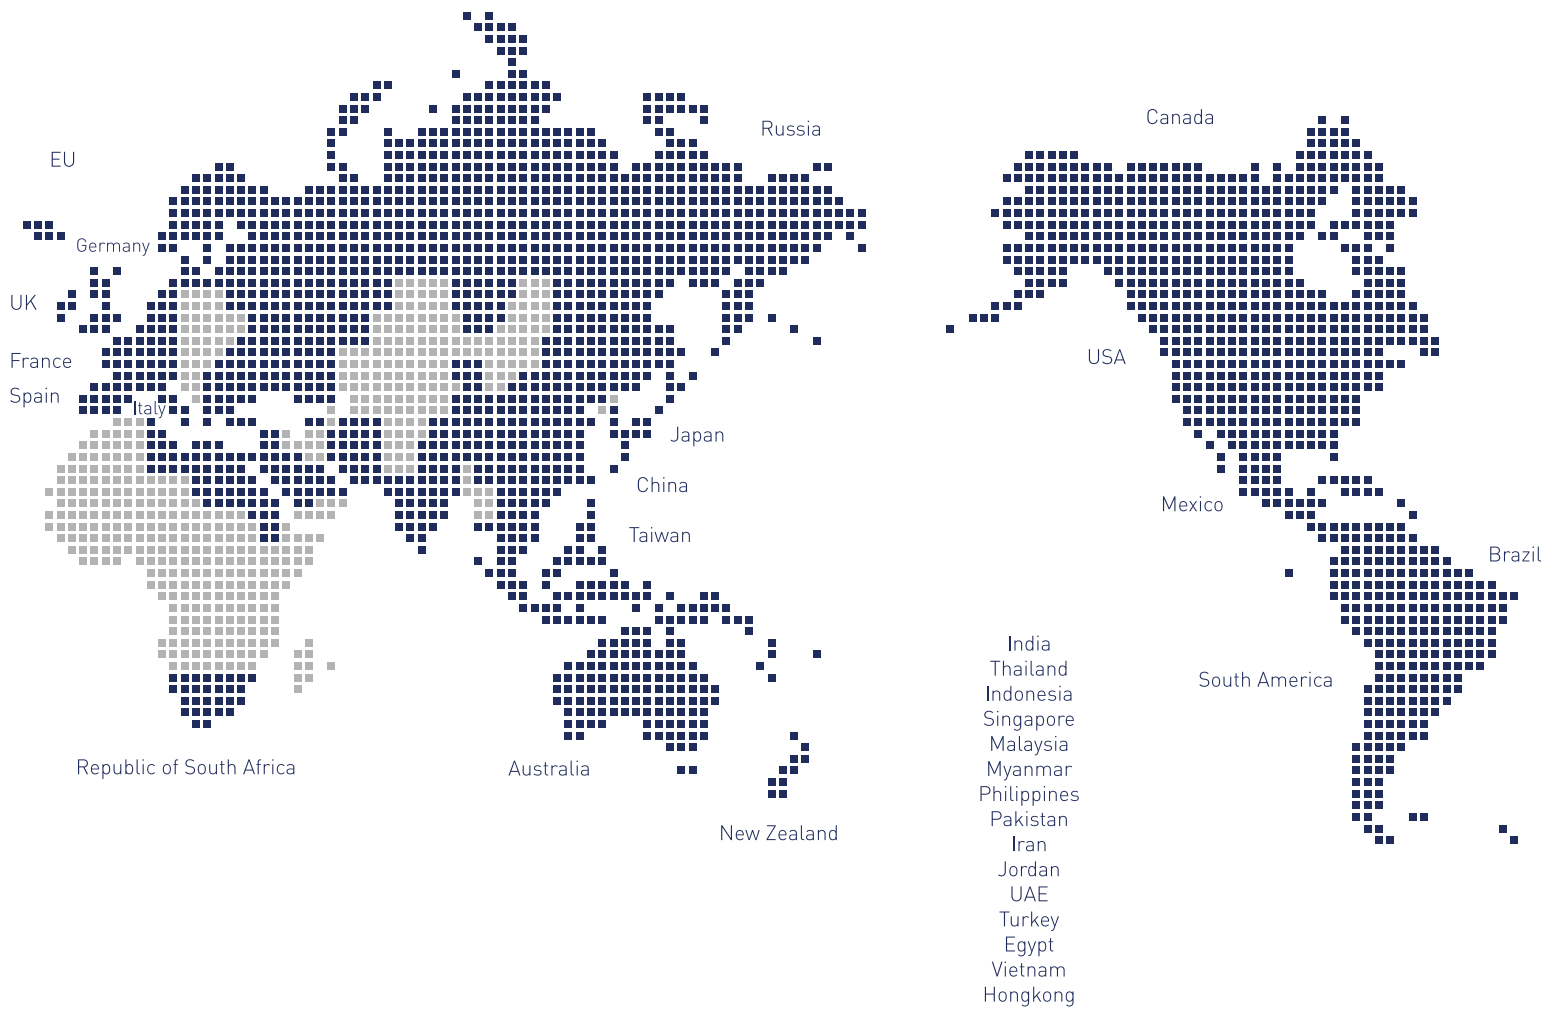 Canada
Russia
EU
Germany
UK
France
USA
Spain
Italy
Japan
China
Mexico
Taiwan
Brazil
India
Thailand
South America
Indonesia
Singapore
Malaysia
Republic of South Africa
Australia
Myanmar
Philippines
Pakistan
New Zealand
Iran
Jordan
UAE
Turkey
Egypt
Vietnam
Hongkong